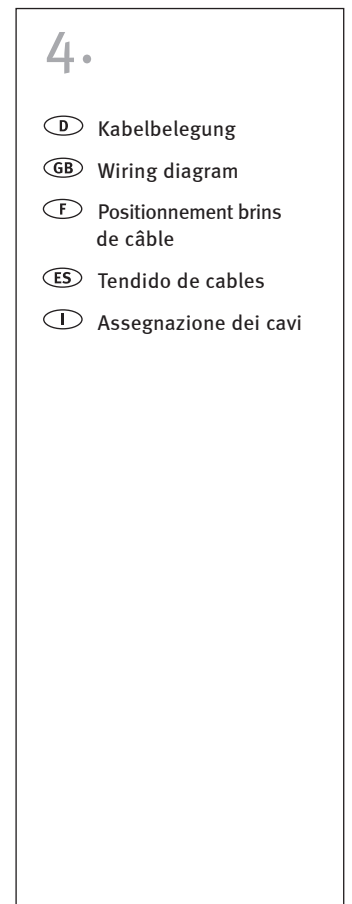 4.
D Kabelbelegung
GB Wiring diagram
F Positionnement brins
de câble
ES Tendido de cables
I Assegnazione dei cavi